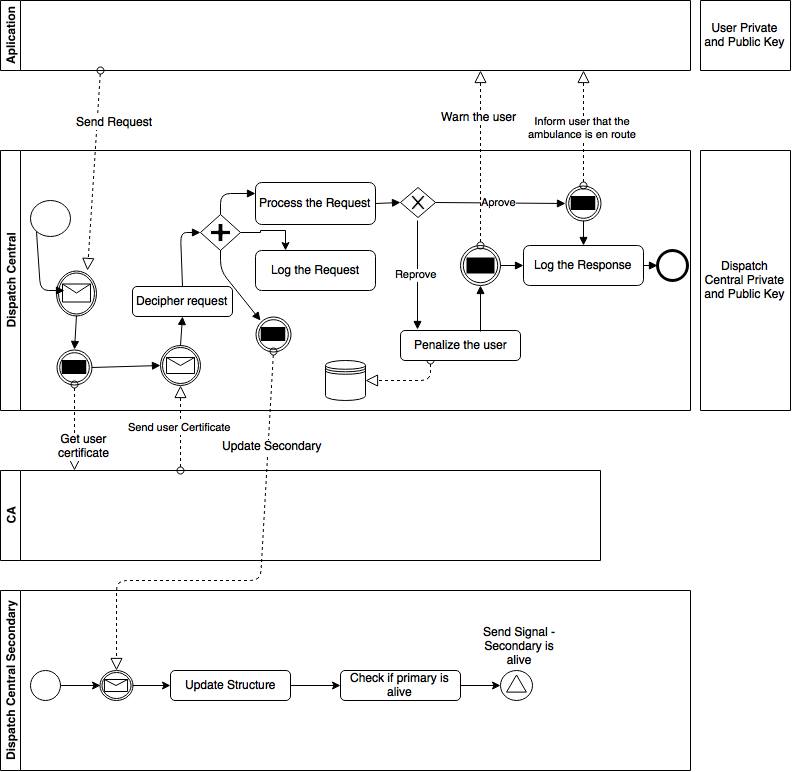 Aplication
User Private
and Public Key
Send Request
Warn the user
Inform user that the
ambulance is en route
Dispatch Central
Process the Request
Aprove
Log the Request
Log the Response
Reprove
Decipher request
Penalize the user
Dispatch
Central Private
and Public Key
Get user
certificate
Send user Certificate
Update Secondary
CA
Dispatch Central Secondary
Send Signal -
Secondary is
alive
Update Structure
Check if primary is
alive